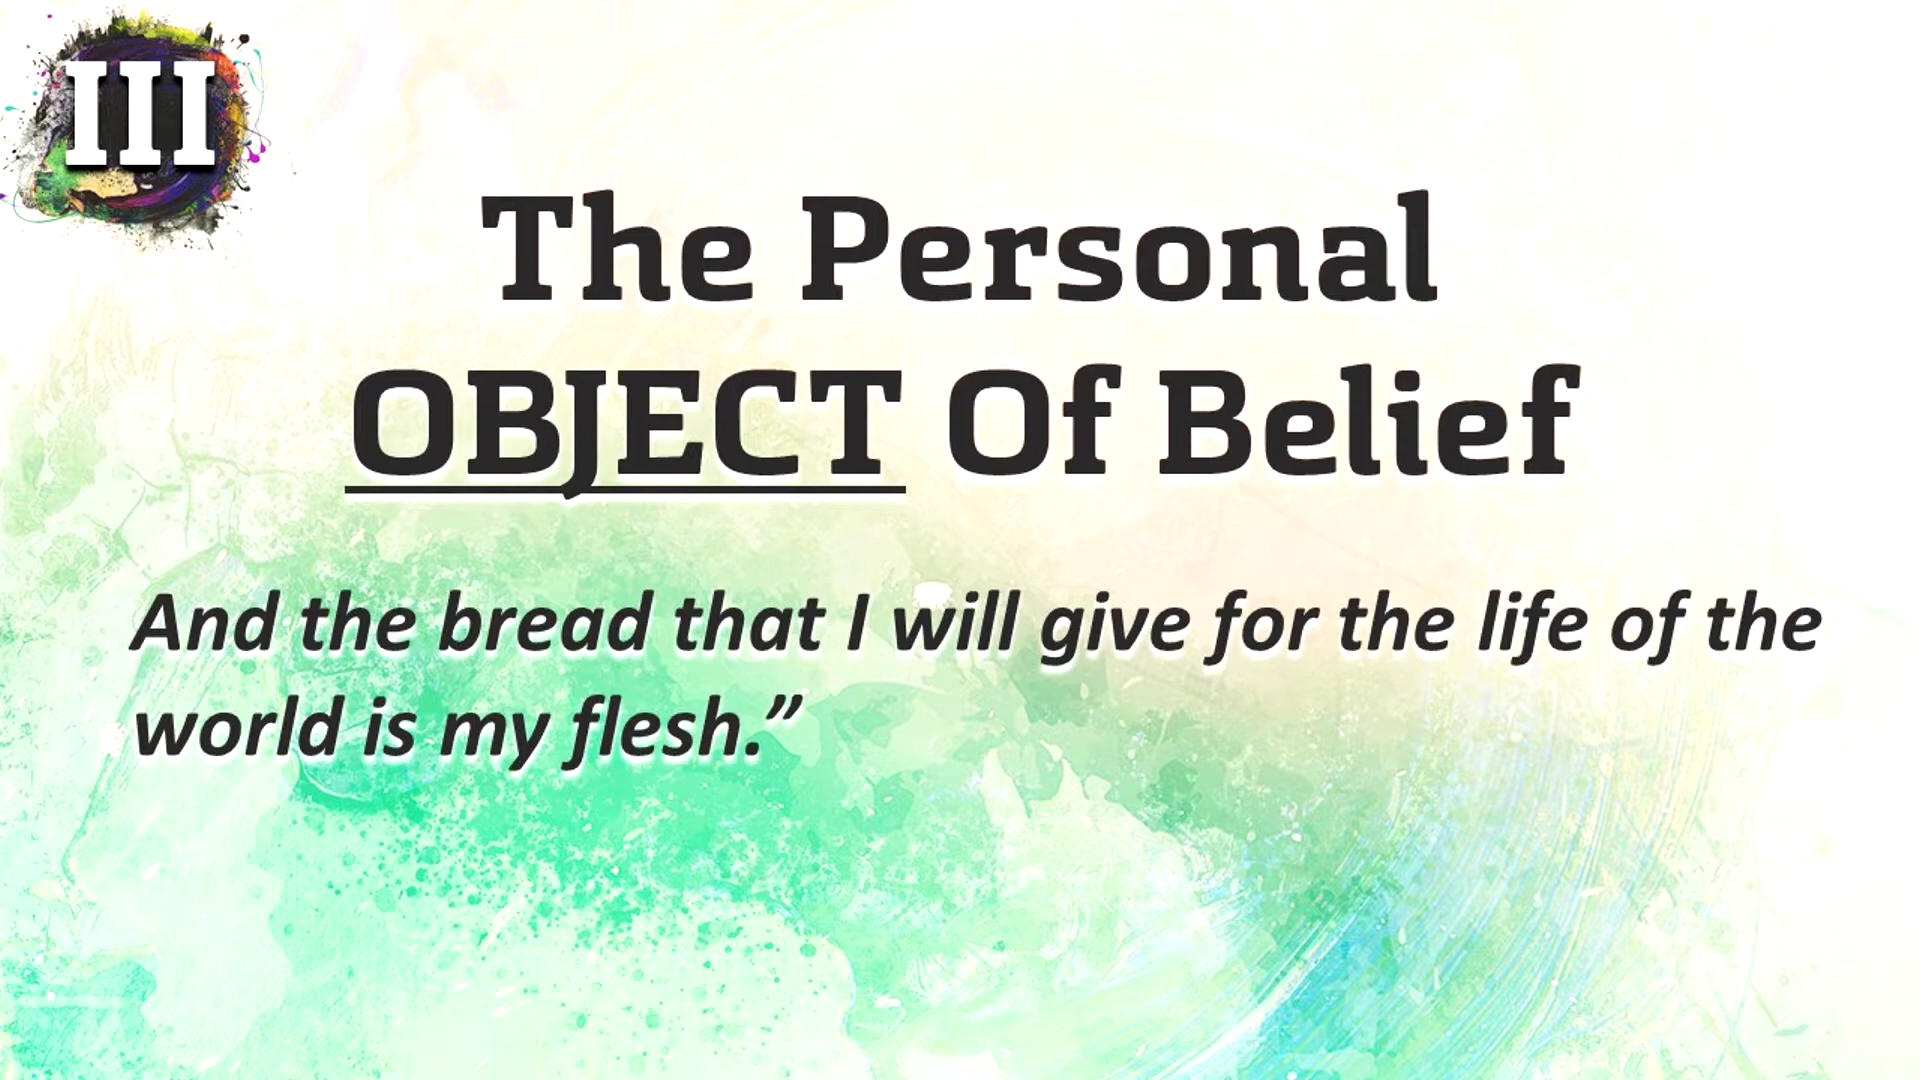 III
The Personal
OBJECT Of Belief
And the bread that I will give for the life of the
world is my flesh.”